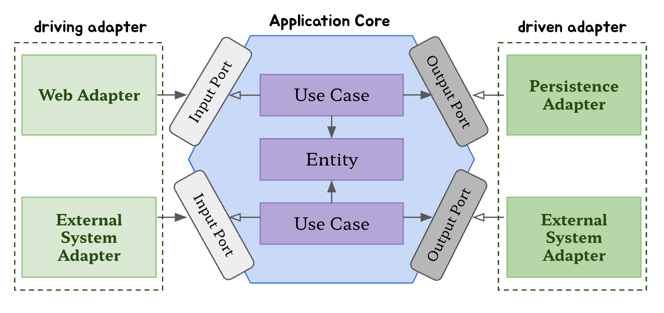 driving adapter
Application Core
driven adapter
Web Adapter
Input Port
Use Case
Output Port
Persistence
Adapter
Entity
External
System
Adapter
Input Port
Use Case
Output Port
External
System
Adapter